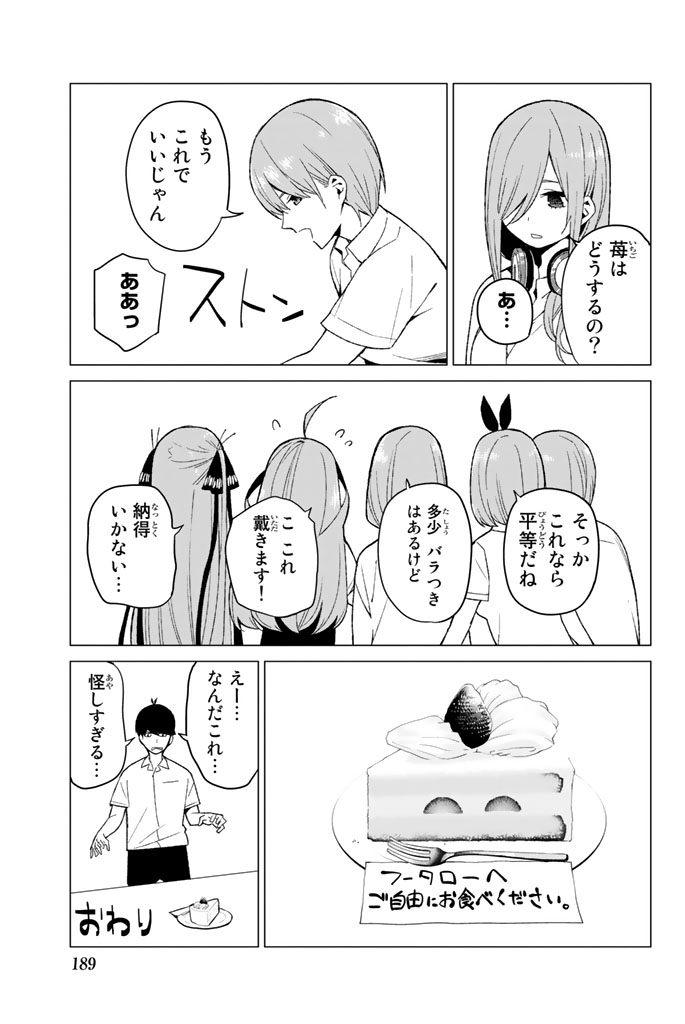 苺は
どうするの？
あ…
もう
これで
いいじゃん
ストン
ああっ
そっか
これなら
平等だね
多少 バラつき
はあるけど
こ これ
戴きます！
納得
いかない…
フータローへ
ご自由にお食べください。
えー…
なんだこれ…
怪しすぎる…
おわり
189